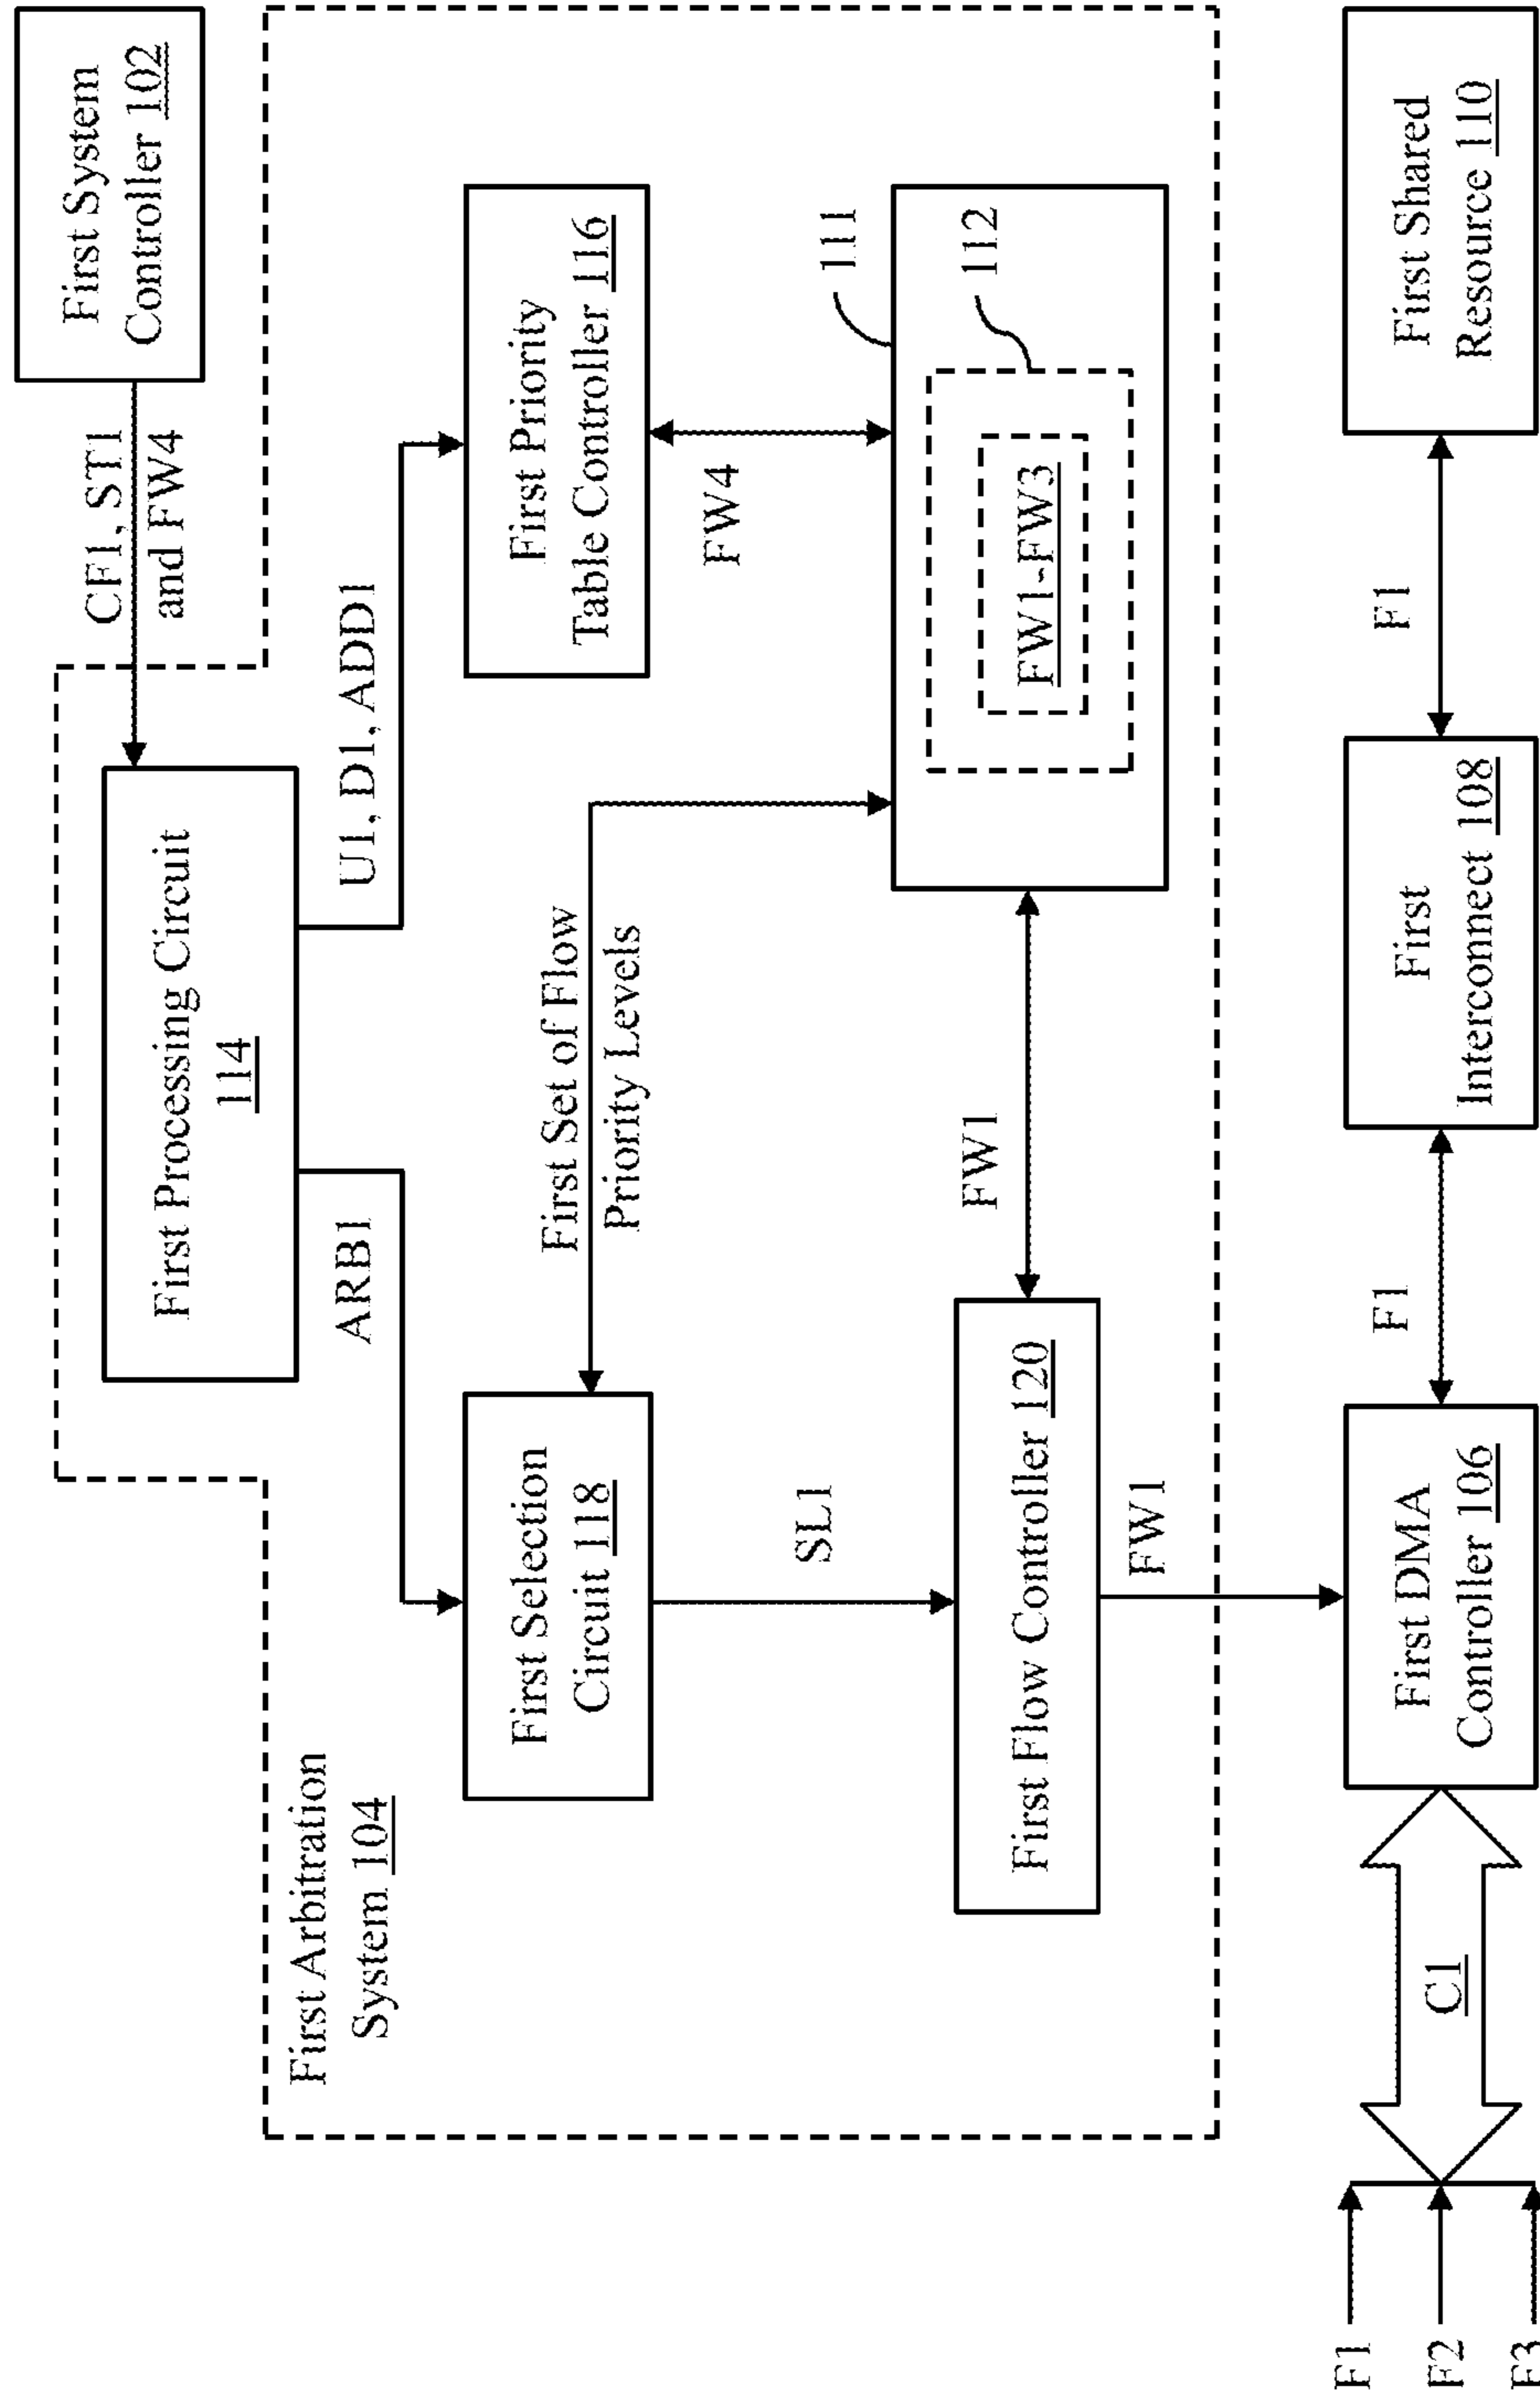 First System
Controller 102
CF1, ST1
and FW4
First Processing Circuit
114
U1, D1, ADD1
ARB1
First Arbitration
System 104
First Selection
Circuit 118
First Set of Flow
Priority Levels
First Priority
Table Controller 116
FW4
SL1
111
112
FW1-FW3
First Flow Controller 120
FW1
FW1
F1
F2
F3
C1
First DMA
Controller 106
F1
First
Interconnect 108
F1
First Shared
Resource 110